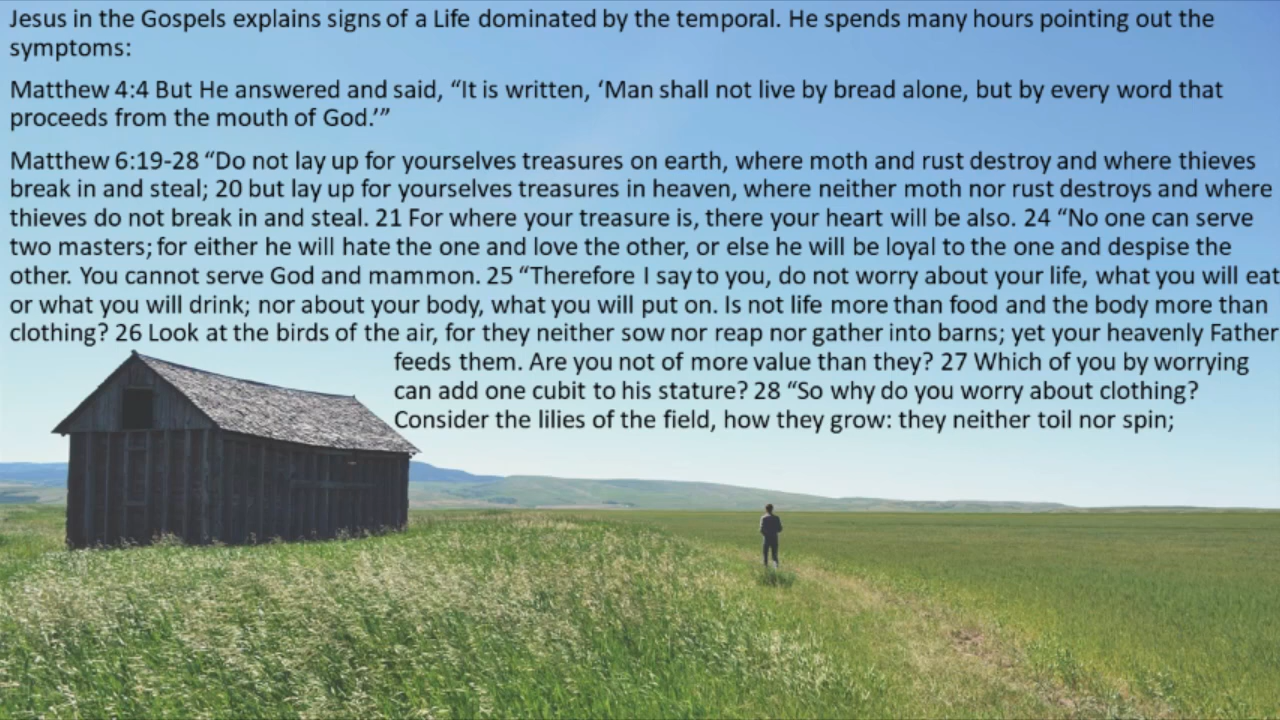 Jesus in the Gospels explains signs of a Life dominated by the temporal. He spends many hours pointing out the
symptoms:
Matthew 4:4 But He answered and said, “It is written, ‘Man shall not live by bread alone, but by every word that
proceeds from the mouth of God.’”
Matthew 6:19-28 “Do not lay up for yourselves treasures on earth, where moth and rust destroy and where thieves
break in and steal; 20 but lay up for yourselves treasures in heaven, where neither moth nor rust destroys and where
thieves do not break in and steal. 21 For where your treasure is, there your heart will be also. 24 “No one can serve
two masters; for either he will hate the one and love the other, or else he will be loyal to the one and despise the
other. You cannot serve God and mammon. 25 “Therefore I say to you, do not worry about your life, what you will eat
or what you will drink; nor about your body, what you will put on. Is not life more than food and the body more than
clothing? 26 Look at the birds of the air, for they neither sow nor reap nor gather into barns; yet your heavenly Father
feeds them. Are you not of more value than they? 27 Which of you by worrying
can add one cubit to his stature? 28 “So why do you worry about clothing?
Consider the lilies of the field, how they grow: they neither toil nor spin;